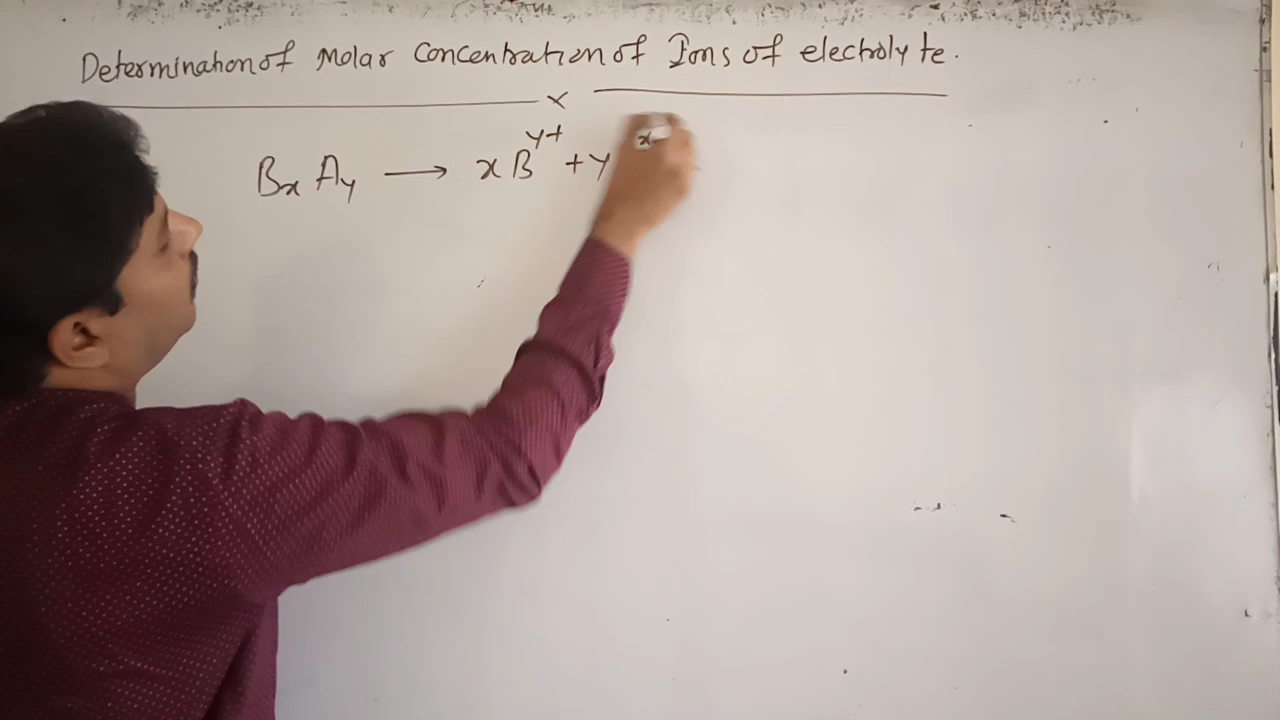 Determination of Molar Concentration of Ions of electrolyte.
x
BxAy → xB^y+ + y x-